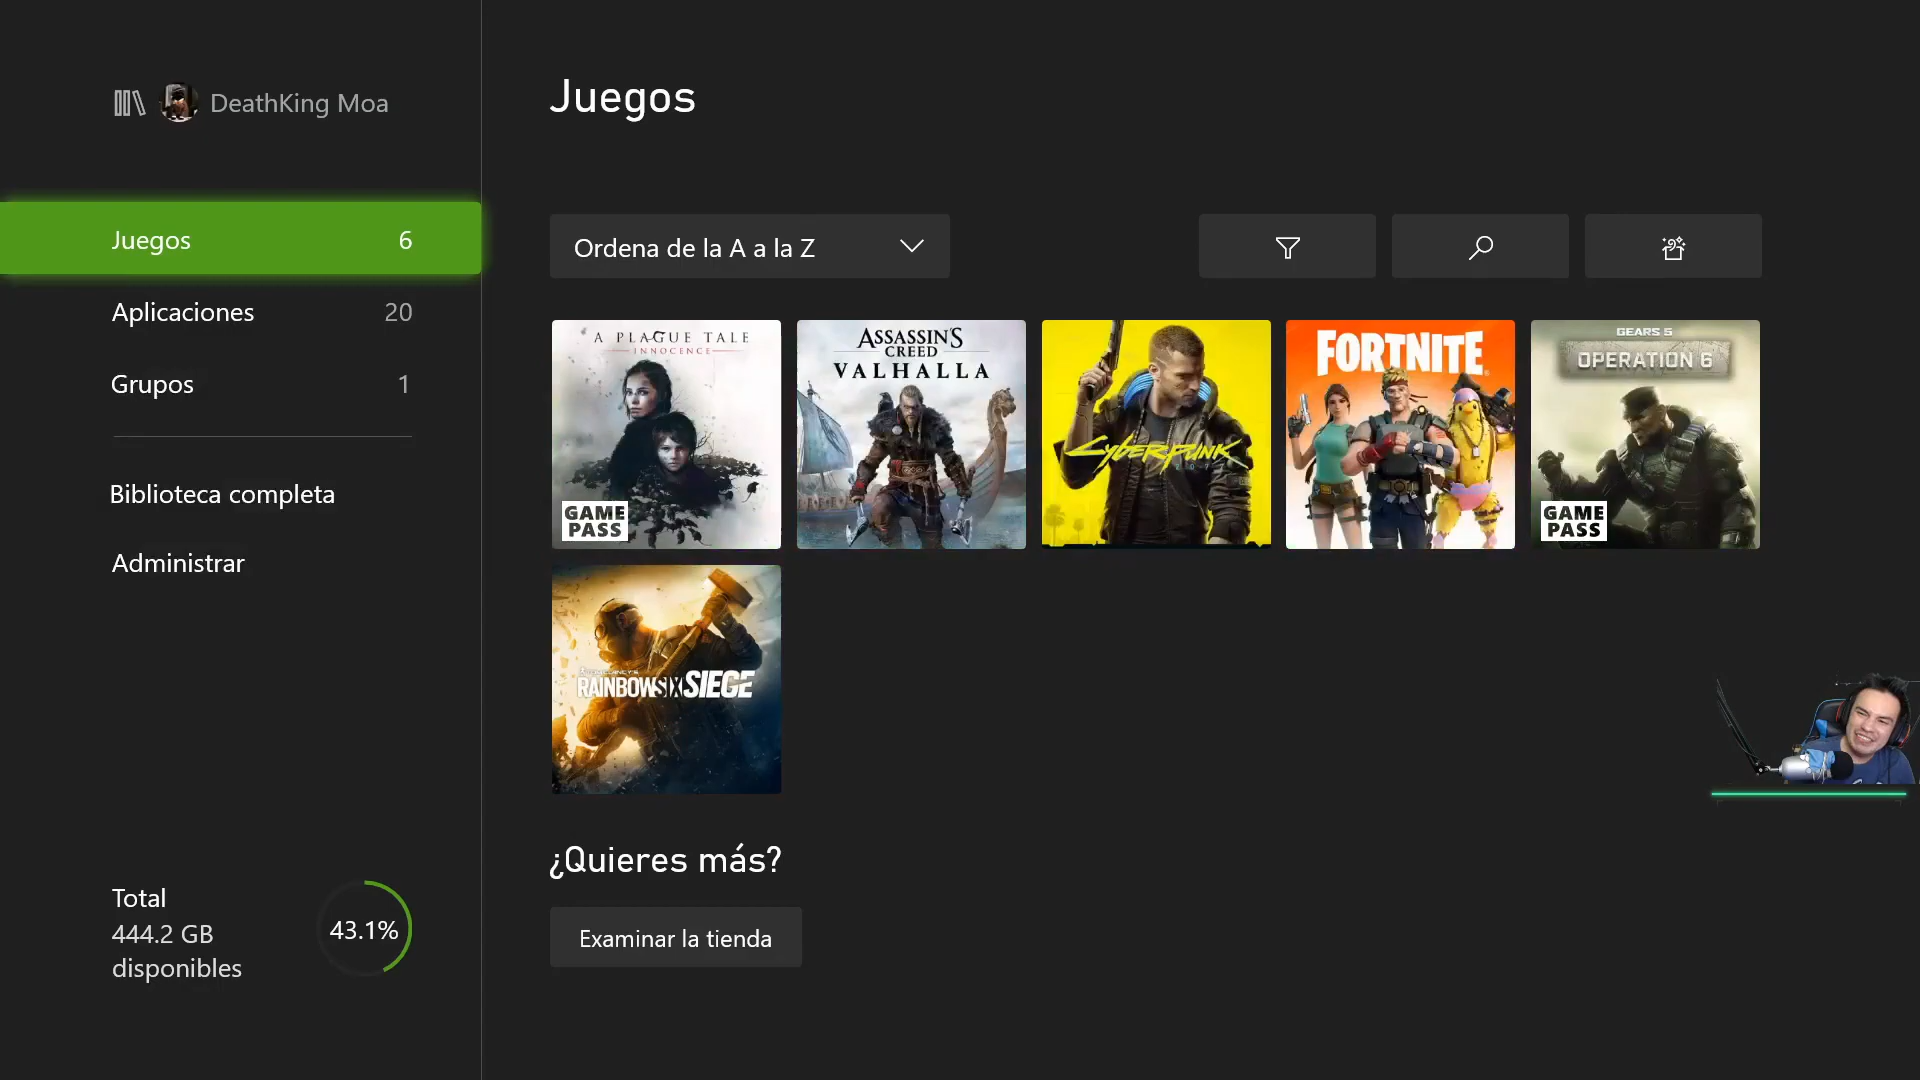 DeathKing Moa
Juegos 6
Aplicaciones 20
Grupos 1
Biblioteca completa
Administrar
Total
444.2 GB
disponibles
43.1%
Juegos
Ordena de la A a la Z
A PLAGUE TALE
INNOCENCE
GAME
PASS
ASSASSIN'S
CREED
VALHALLA
CYBERPUNK
FORTNITE
GEARS 5
OPERATION 6
GAME
PASS
RAINBOWSIX SIEGE
¿Quieres más?
Examinar la tienda